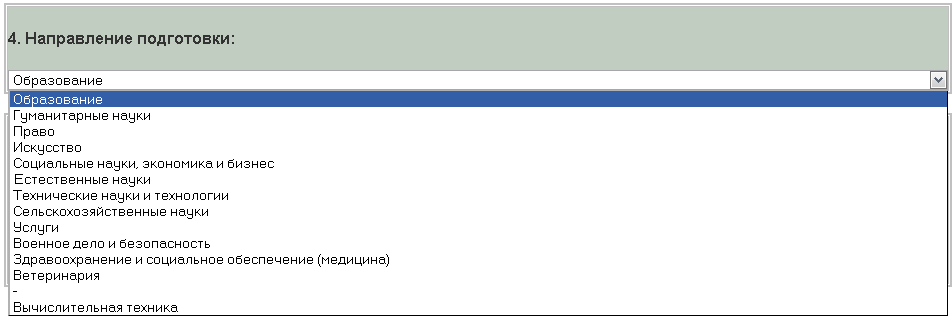 4. Направление подготовки:
Образование
Образование
Гуманитарные науки
Право
Искусство
Социальные науки, экономика и бизнес
Естественные науки
Технические науки и технологии
Сельскохозяйственные науки
Услуги
Военное дело и безопасность
Здравоохранение и социальное обеспечение (медицина)
Ветеринария
-
Вычислительная техника